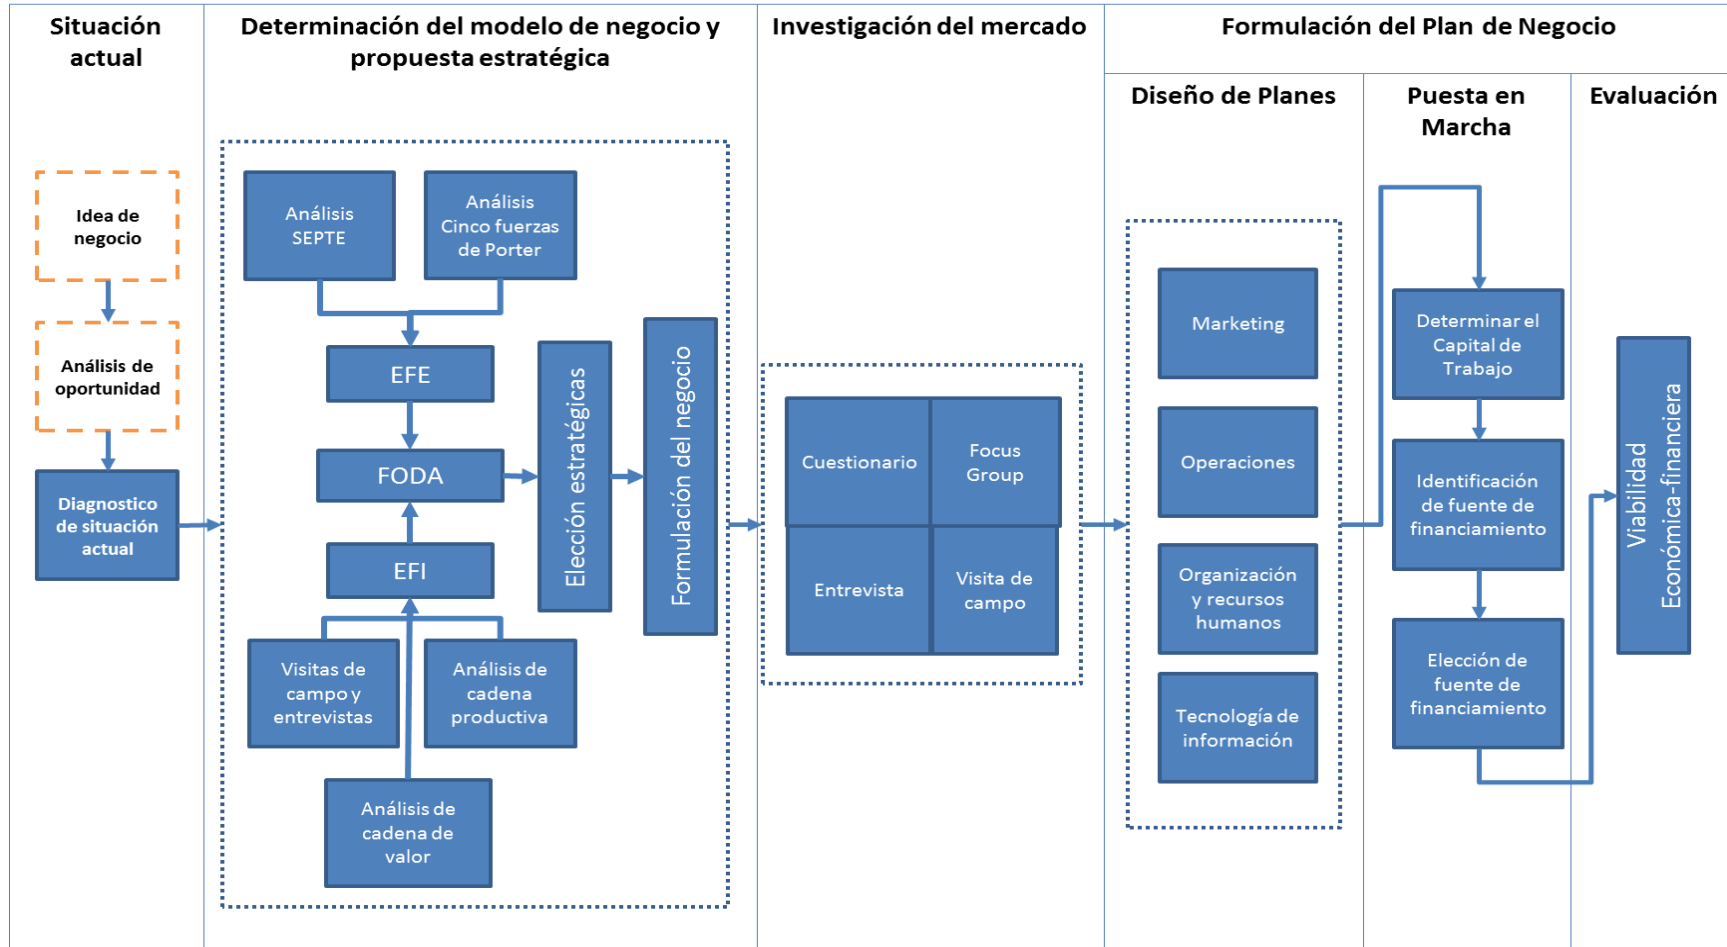 Situación
actual
Determinación del modelo de negocio y
propuesta estratégica
Investigación del mercado
Formulación del Plan de Negocio
Diseño de Planes
Puesta en
Marcha
Evaluación
Idea de
negocio
Análisis de
oportunidad
Diagnostico
de situación
actual
Análisis
SEPTE
Análisis
Cinco fuerzas
de Porter
EFE
FODA
EFI
Visitas de
campo y
entrevistas
Análisis de
cadena
productiva
Análisis de
cadena de
valor
Elección estratégicas
Formulación del negocio
Cuestionario
Focus
Group
Entrevista
Visita de
campo
Marketing
Operaciones
Organización
y recursos
humanos
Tecnología de
información
Determinar el
Capital de
Trabajo
Identificación
de fuente de
financiamiento
Elección de
fuente de
financiamiento
Viabilidad
Económica-financiera